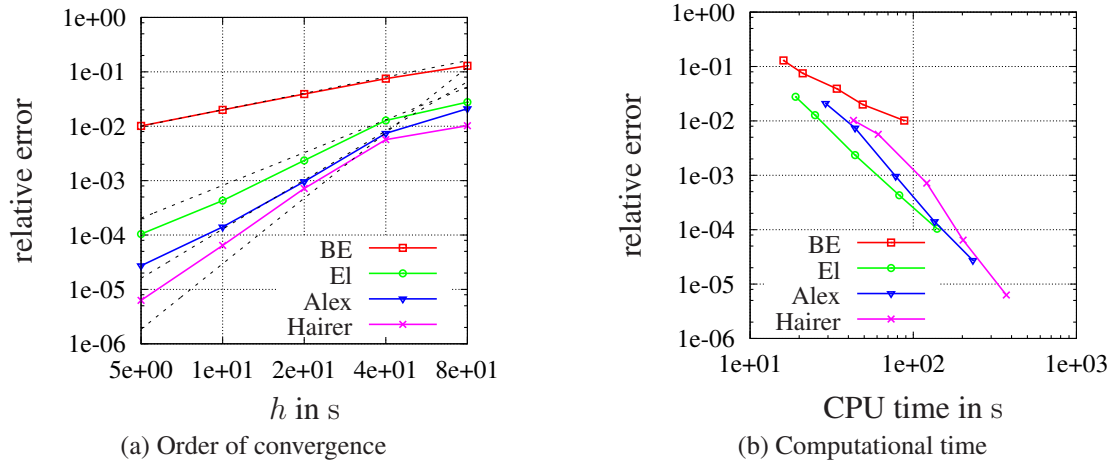 1e+00
1e-01
1e-02
1e-03
1e-04
1e-05
1e-06
relative error
BE
El
Alex
Hairer
5e+00 1e+01 2e+01 4e+01 8e+01
h in s
(a) Order of convergence
1e+00
1e-01
1e-02
1e-03
1e-04
1e-05
1e-06
relative error
BE
El
Alex
Hairer
1e+01 1e+02 1e+03
CPU time in s
(b) Computational time